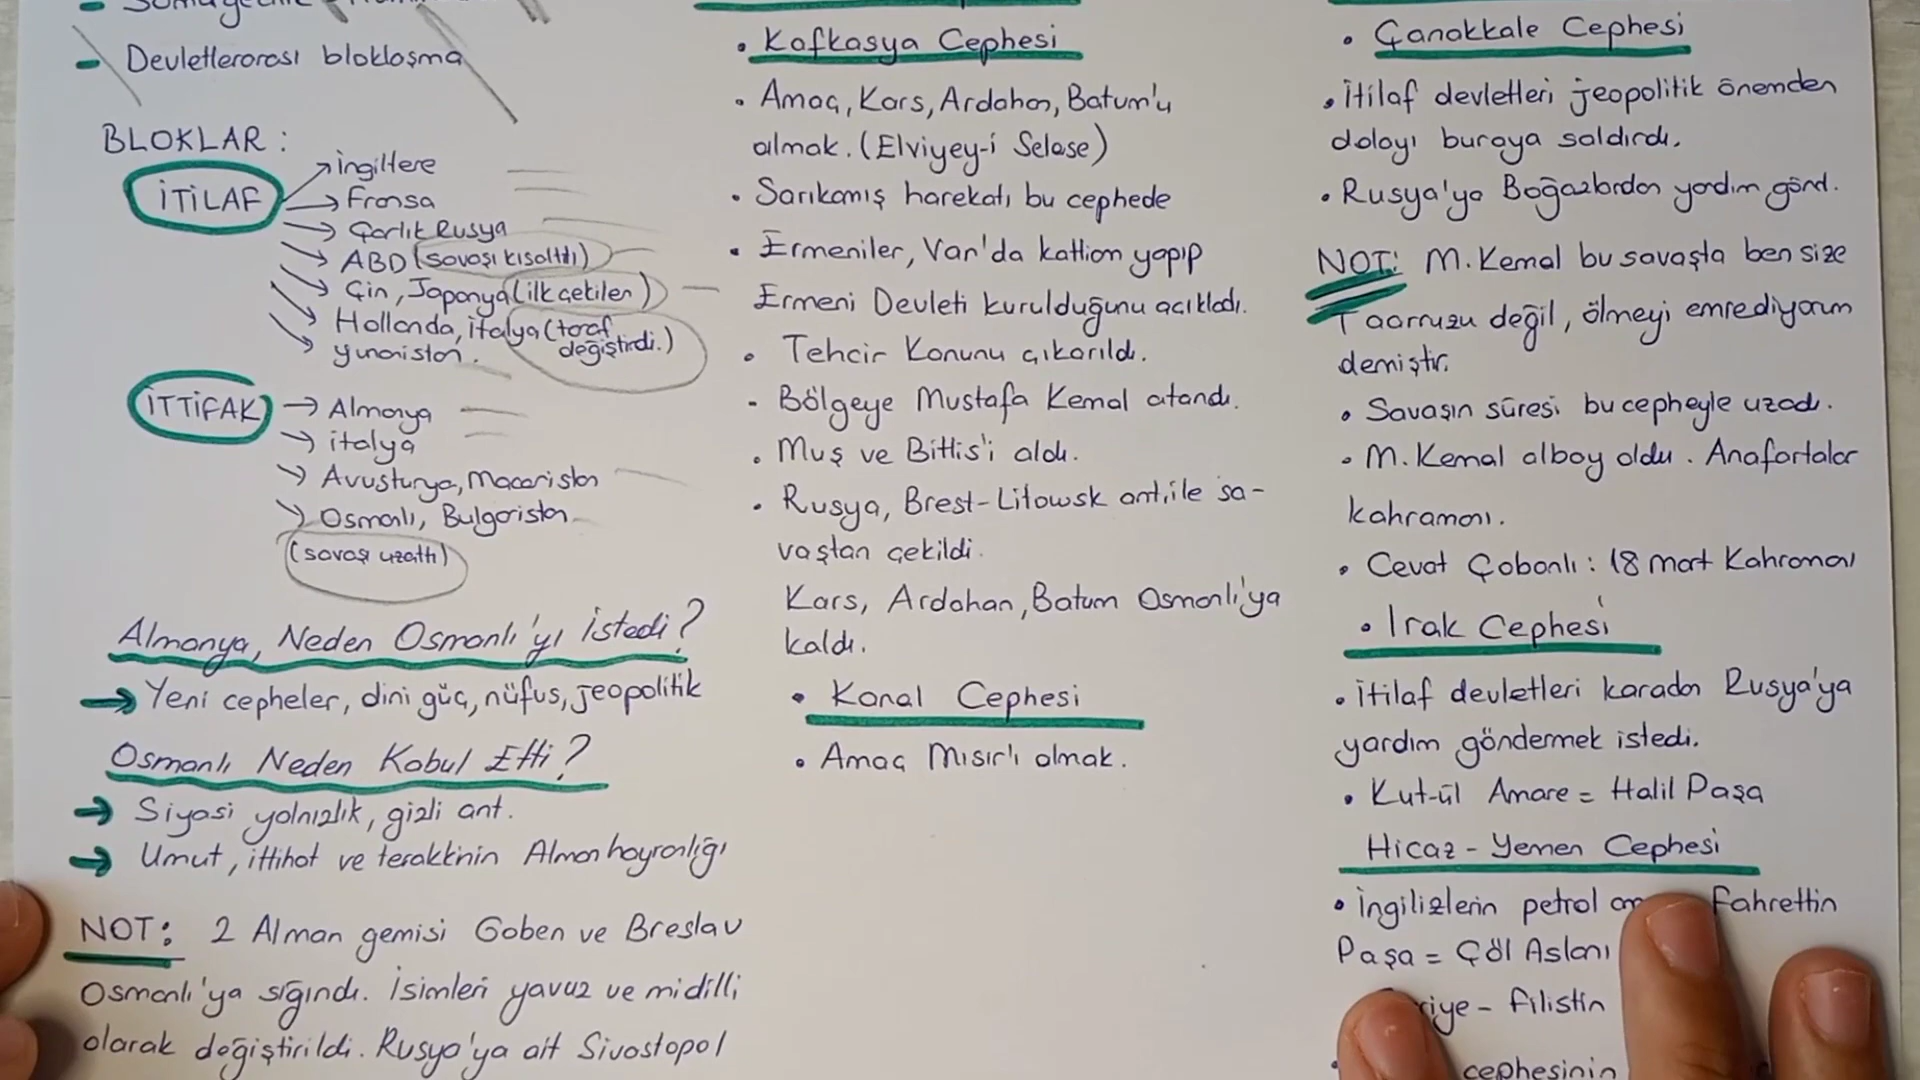 Devletlerarası bloklaşma
BLOKLAR :
İTİLAF
İngiltere
Fransa
Çarlık Rusya
ABD (savaşı kısalttı)
Çin, Japonya (ilk çekilen)
Hollanda, İtalya (taraf
değiştirdi.)
Yunanistan.
İTTİFAK
Almanya
İtalya
Avusturya, Macaristan
Osmanlı, Bulgaristan
(savaşı uzattı)
Almanya, Neden Osmanlı'yı İstedi?
Yeni cepheler, dini güç, nüfus, jeopolitik
Osmanlı Neden Kabul Etti?
Siyasi yalnızlık, gizli ant.
Umut, ittihat ve terakkinin Alman hayranlığı
NOT: 2 Alman gemisi Goben ve Breslav
Osmanlı'ya sığındı. İsimleri yavuz ve midilli
olarak değiştirildi. Rusya'ya ait Sivastopol
• Kafkasya Cephesi
• Amaç, Kars, Ardahan, Batum'u
almak. (Elviyey-i Selase)
• Sarıkamış harekatı bu cephede
• Ermeniler, Van'da katliam yapıp
Ermeni Devleti kurulduğunu açıkladı.
• Tehcir Kanunu çıkarıldı.
• Bölgeye Mustafa Kemal atandı.
• Muş ve Bitlis'i aldı.
• Rusya, Brest-Litowsk ant. ile sa-
vaştan çekildi.
Kars, Ardahan, Batum Osmanlı'ya
kaldı.
• Kanal Cephesi
• Amaç Mısır'ı almak.
• Çanakkale Cephesi
• İtilaf devletleri jeopolitik önemden
dolayı buraya saldırdı.
• Rusya'ya Boğazlardan yardım gönd.
NOT: M. Kemal bu savaşta ben size
Taarruzu değil, ölmeyi emrediyorum
demiştir.
• Savaşın süresi bu cepheyle uzadı.
• M. Kemal albay oldu. Anafartalar
kahramanı.
• Cevat Çobanlı: 18 mart Kahramanı
• Irak Cephesi
• İtilaf devletleri karadan Rusya'ya
yardım göndermek istedi.
• Kut-ül Amare = Halil Paşa
Hicaz - Yemen Cephesi
• İngilizlerin petrol Fahrettin
Paşa = Çöl Aslanı
- Filistin
cephesinin